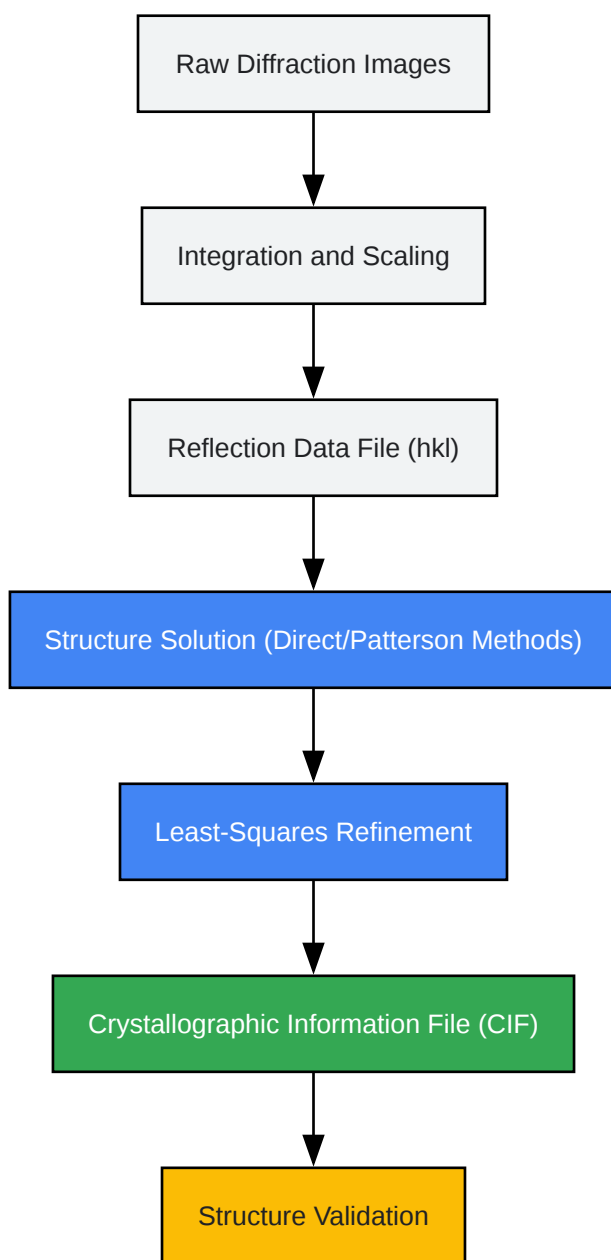 Raw Diffraction Images
Integration and Scaling
Reflection Data File (hkl)
Structure Solution (Direct/Patterson Methods)
Least-Squares Refinement
Crystallographic Information File (CIF)
Structure Validation